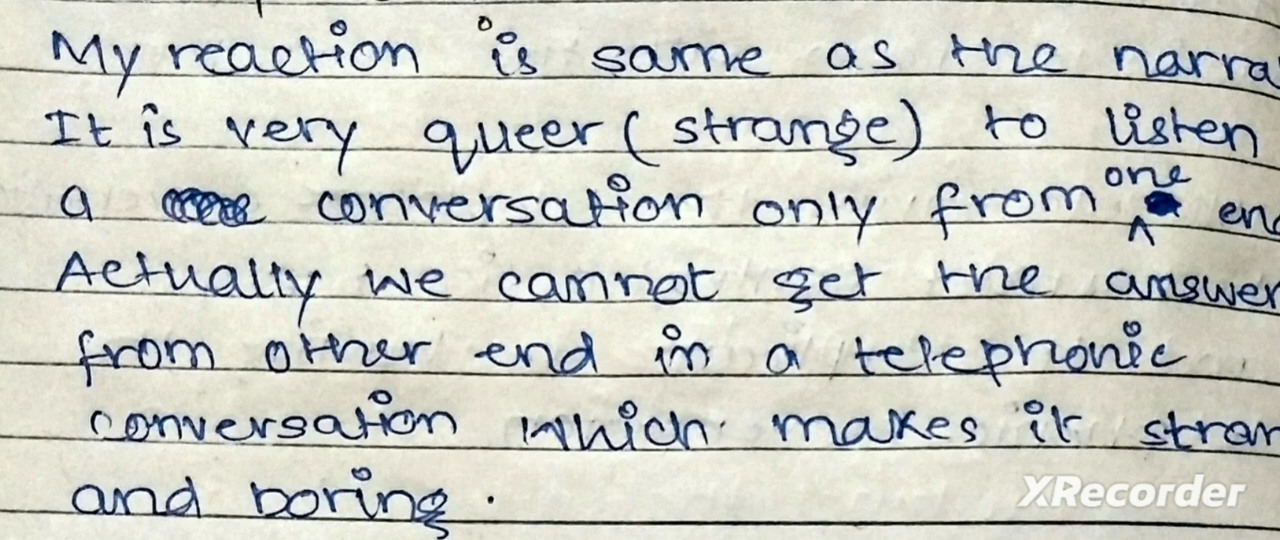 My reaction is same as the narra
It is very queer (strange) to listen
a conversation only from one end
Actually we cannot get the answer
from other end in a telephonic
conversation which makes it stran
and boring.
XRecorder